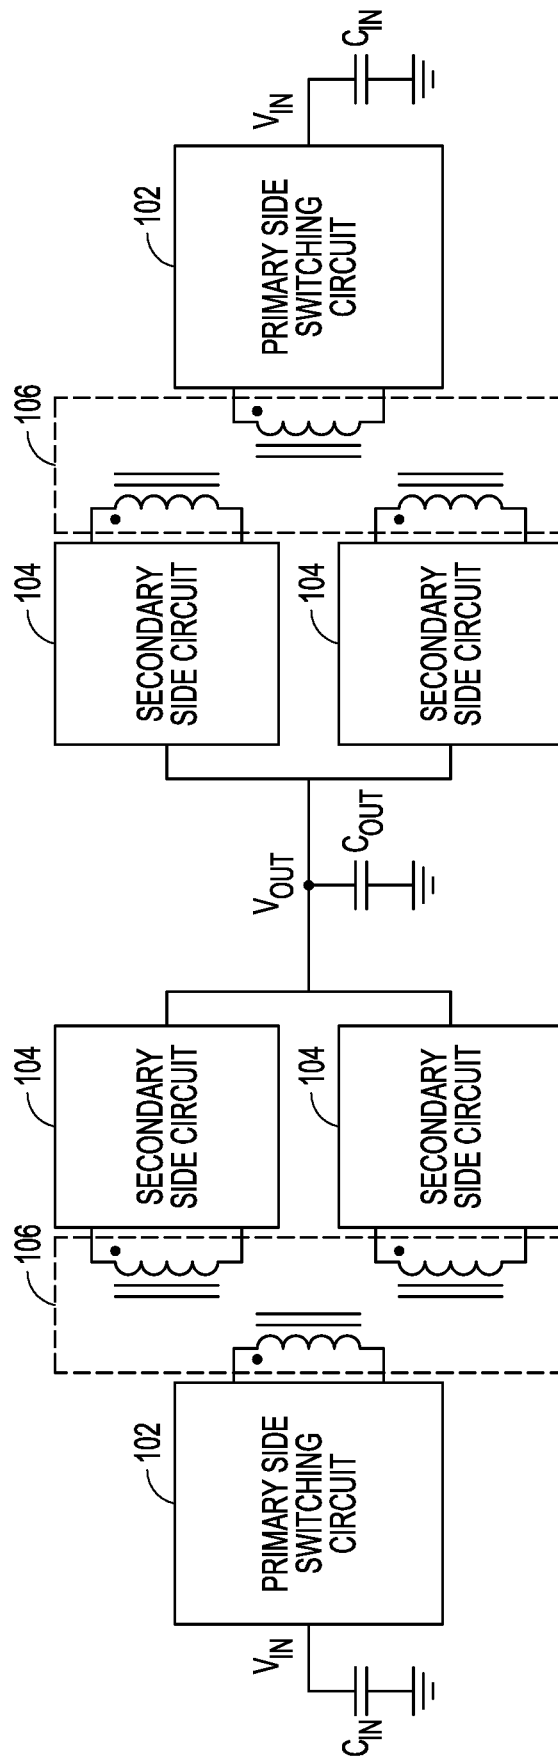 106
104
104
106
102
SECONDARY
SIDE CIRCUIT
SECONDARY
SIDE CIRCUIT
102
V_IN
PRIMARY SIDE
SWITCHING
CIRCUIT
V_OUT
PRIMARY SIDE
SWITCHING
CIRCUIT
V_IN
104
104
C_IN
SECONDARY
SIDE CIRCUIT
C_OUT
SECONDARY
SIDE CIRCUIT
C_IN